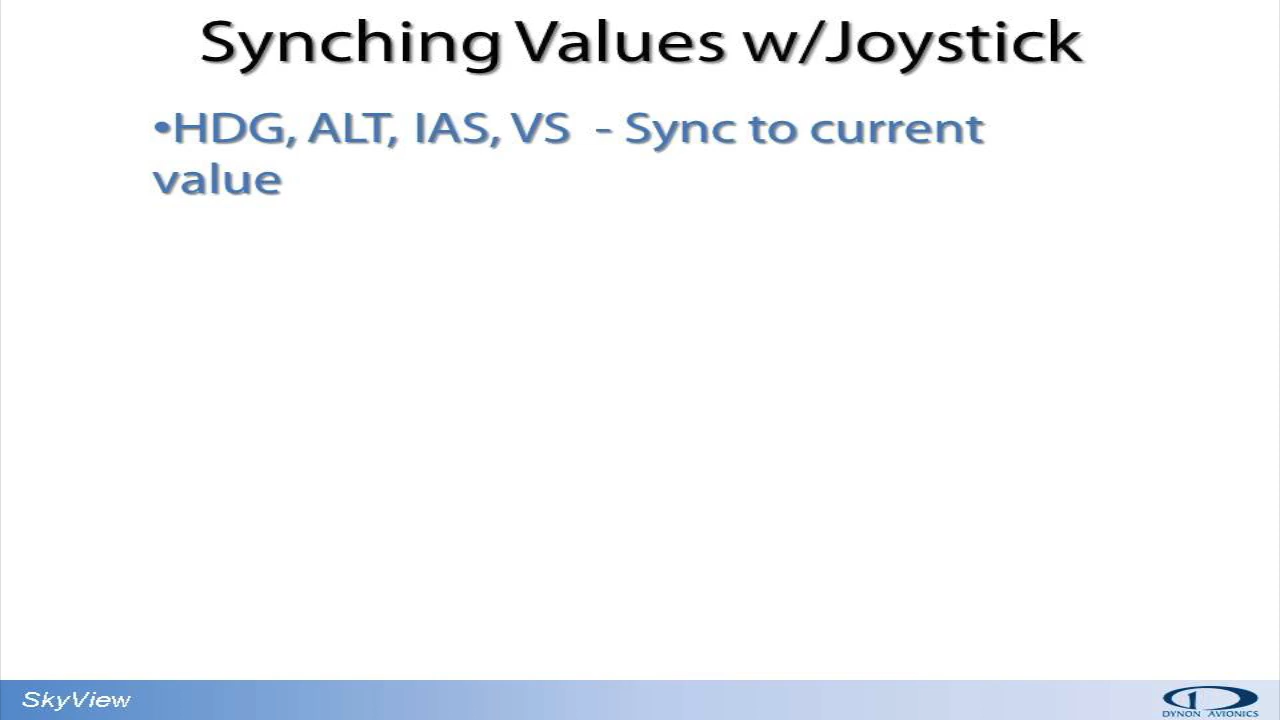 Synching Values w/Joystick
•HDG, ALT, IAS, VS - Sync to current
value
SkyView
DYNON AVIONICS